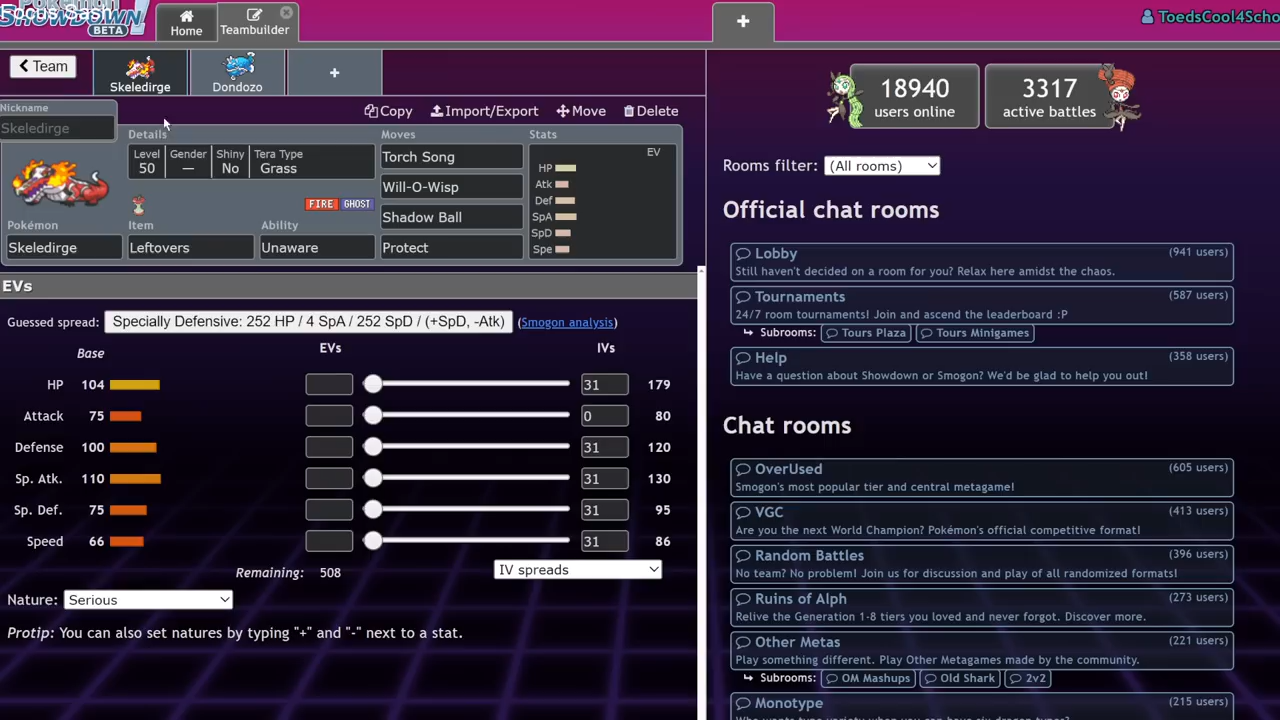 Focus Sash
Pokémon
SHOWDOWN!
BETA
Home
Teambuilder
+
ToedsCool4Scho
Team
Skeledirge
Dondozo
+
Nickname
Skeledirge
Copy
Import/Export
Move
Delete
Details
Level
50
Gender
—
Shiny
No
Tera Type
Grass
FIRE GHOST
Pokémon
Skeledirge
Item
Leftovers
Ability
Unaware
Moves
Torch Song
Will-O-Wisp
Shadow Ball
Protect
Stats
EV
HP
Atk
Def
SpA
SpD
Spe
EVs
Guessed spread: Specially Defensive: 252 HP / 4 SpA / 252 SpD / (+SpD, -Atk) (Smogon analysis)
Base EVs IVs
HP 104 31 179
Attack 75 0 80
Defense 100 31 120
Sp. Atk. 110 31 130
Sp. Def. 75 31 95
Speed 66 31 86
Remaining: 508 IV spreads
Nature: Serious
Protip: You can also set natures by typing "+" and "-" next to a stat.
18940
users online
3317
active battles
Rooms filter: (All rooms)
Official chat rooms
Lobby (941 users)
Still haven't decided on a room for you? Relax here amidst the chaos.
Tournaments (587 users)
24/7 room tournaments! Join and ascend the leaderboard :P
Subrooms: Tours Plaza Tours Minigames
Help (358 users)
Have a question about Showdown or Smogon? We'd be glad to help you out!
Chat rooms
OverUsed (605 users)
Smogon's most popular tier and central metagame!
VGC (413 users)
Are you the next World Champion? Pokémon's official competitive format!
Random Battles (396 users)
No team? No problem! Join us for discussion and play of all randomized formats!
Ruins of Alph (273 users)
Relive the Generation 1-8 tiers you loved and never forgot. Discover more.
Other Metas (221 users)
Play something different. Play Other Metagames made by the community.
Subrooms: OM Mashups Old Shark 2v2
Monotype (215 users)